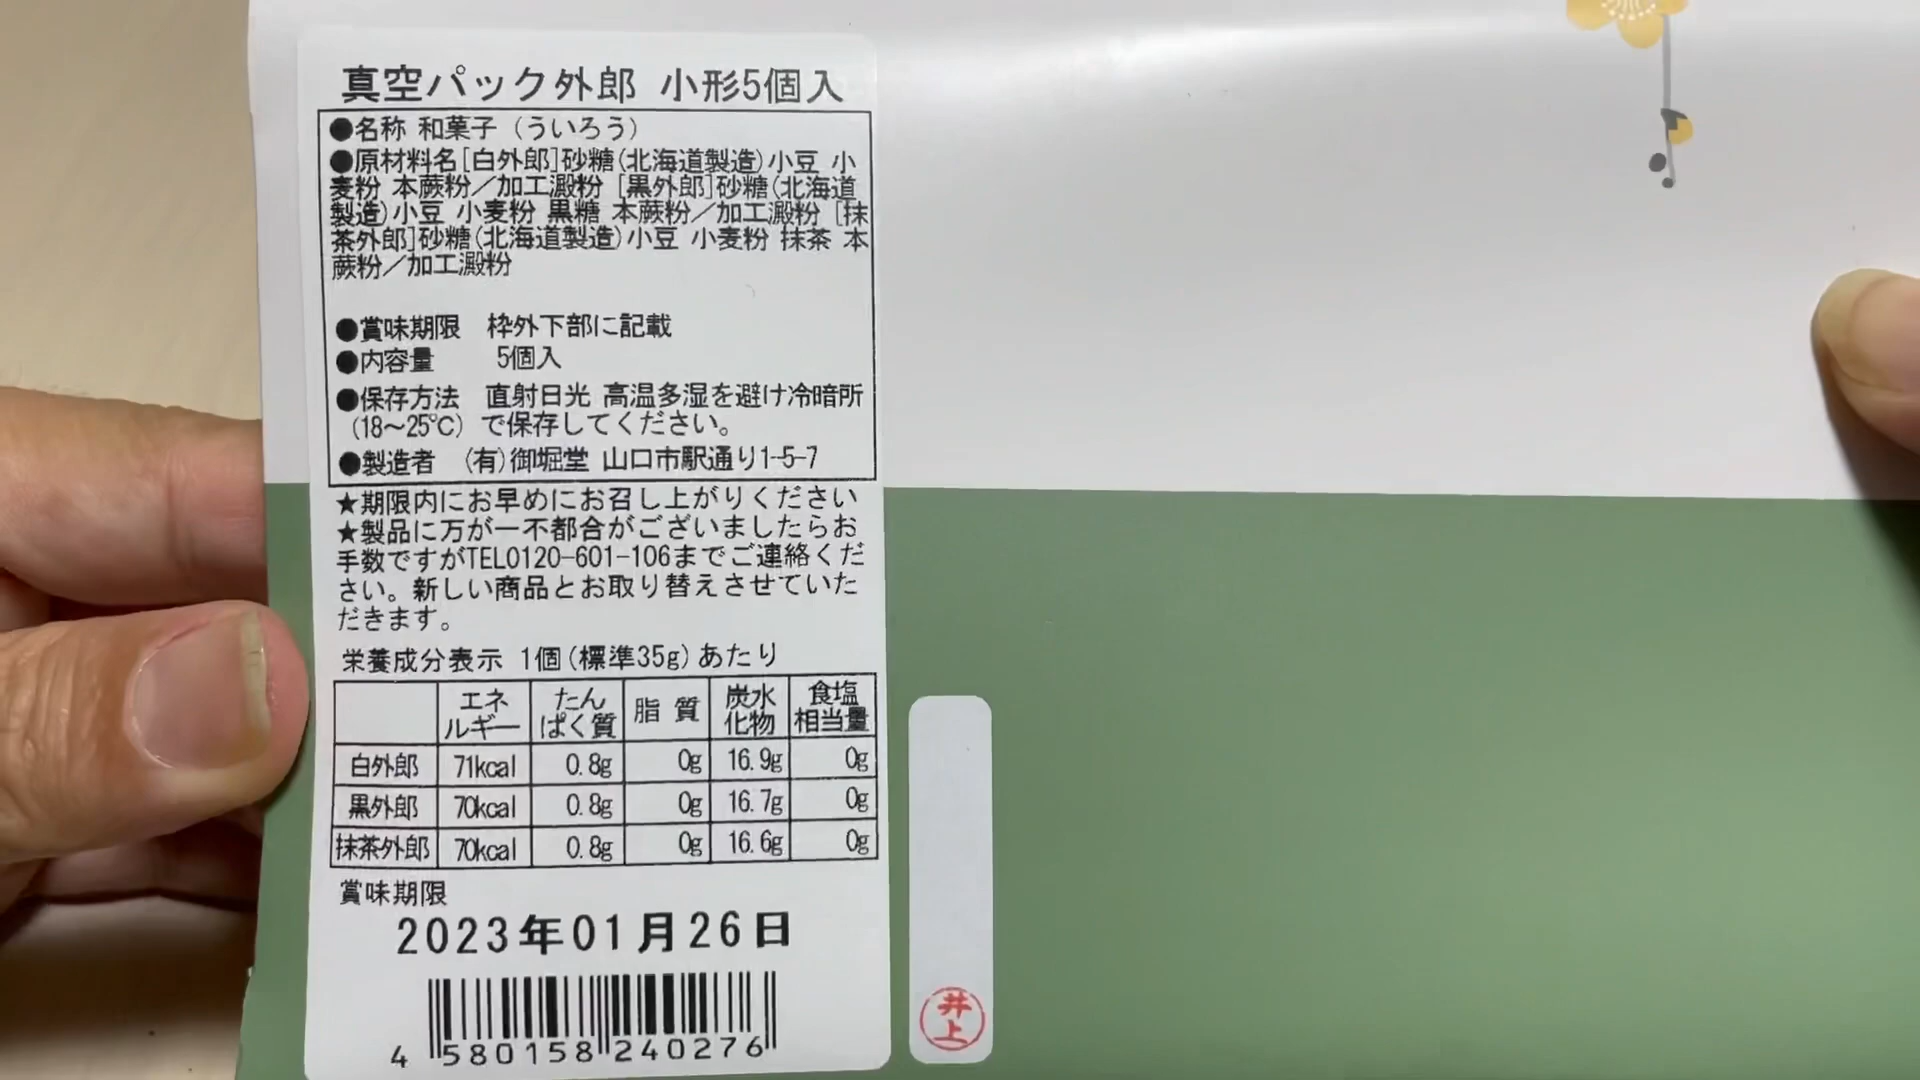 真空パック外郎 小形5個入
●名称 和菓子（ういろう）
●原材料名[白外郎]砂糖(北海道製造)小豆 小
麦粉 本蕨粉／加工澱粉 [黒外郎]砂糖(北海道
製造)小豆 小麦粉 黒糖 本蕨粉／加工澱粉 [抹
茶外郎]砂糖(北海道製造)小豆 小麦粉 抹茶 本
蕨粉／加工澱粉
●賞味期限 枠外下部に記載
●内容量 5個入
●保存方法 直射日光 高温多湿を避け冷暗所
(18～25℃) で保存してください。
●製造者 (有)御堀堂 山口市駅通り1-5-7
★期限内にお早めにお召し上がりください
★製品に万が一不都合がございましたらお
手数ですがTEL0120-601-106までご連絡くだ
さい。新しい商品とお取り替えさせていた
だきます。
栄養成分表示 1個(標準35g)あたり
エネルギー たんぱく質 脂質 炭水化物 食塩相当量
白外郎 71kcal 0.8g 0g 16.9g 0g
黒外郎 70kcal 0.8g 0g 16.7g 0g
抹茶外郎 70kcal 0.8g 0g 16.6g 0g
賞味期限
2023年01月26日
4 580158 240276
井上